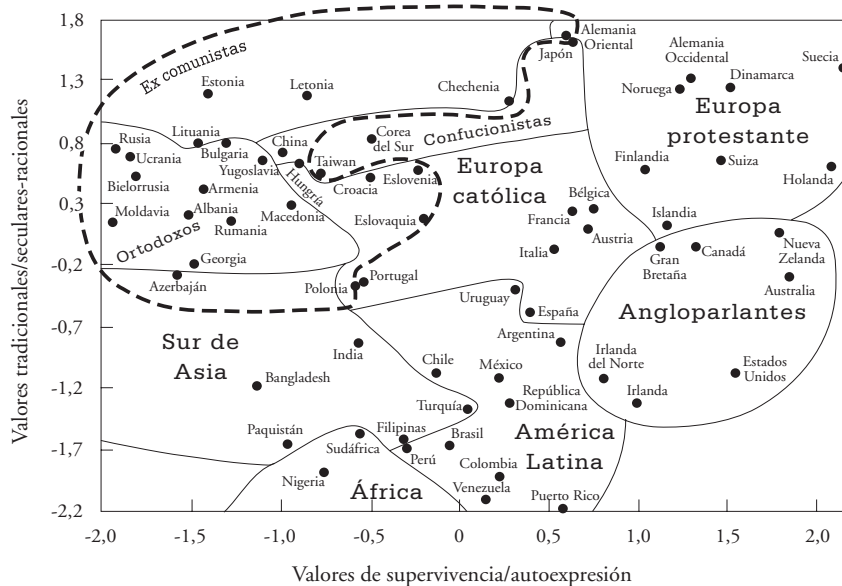 Valores tradicionales/seculares-racionales
1,8
1.3
0,8
0.3
-0,2
-0,7
-1,2
-1,7
-2,2
Ex comunistas
Estonia
Letonia
Chechenia
Alemania
Oriental
Japón
Alemania
Occidental
Suecia
Noruega
Dinamarca
Europa
protestante
Rusia
Lituania
China
Corea
del Sur
Confucionistas
Ucrania
Bulgaria
Yugoslavia
Taiwan
Hungría
Croacia
Eslovenia
Europa
católica
Finlandia
Suiza
Holanda
Bielorrusia
Armenia
Moldavia
Albania
Rumania
Macedonia
Eslovaquia
Bélgica
Francia
Austria
Islandia
Ortodoxos
Georgia
Azerbaján
Polonia
Portugal
Italia
Gran
Bretaña
Canadá
Nueva
Zelanda
Australia
Uruguay
España
Angloparlantes
Sur de
Asia
India
Argentina
Chile
México
Irlanda
del Norte
Estados
Unidos
Bangladesh
Turquía
República
Dominicana
Irlanda
Paquistán
Sudáfrica
Filipinas
Perú
Brasil
América
Latina
Nigeria
África
Colombia
Venezuela
Puerto Rico
-2,0
-1,5
-1,0
-0,5
0
0,5
1,0
1,5
2,0
Valores de supervivencia/autoexpresión